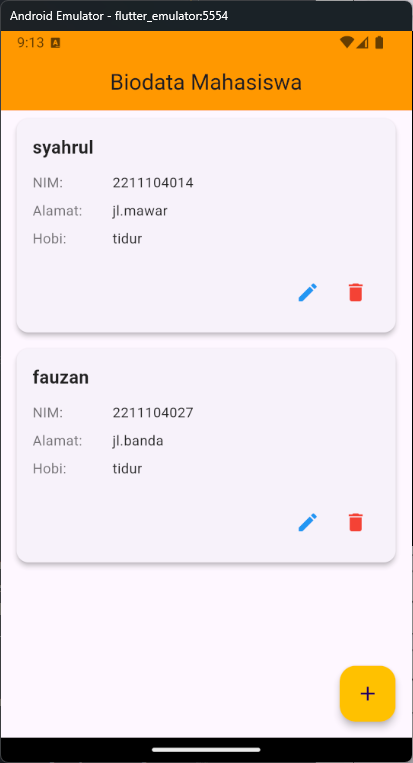 Android Emulator - flutter_emulator:5554
9:13 A
Biodata Mahasiswa
syahrul
NIM: 2211104014
Alamat: jl.mawar
Hobi: tidur
fauzan
NIM: 2211104027
Alamat: jl.banda
Hobi: tidur
+